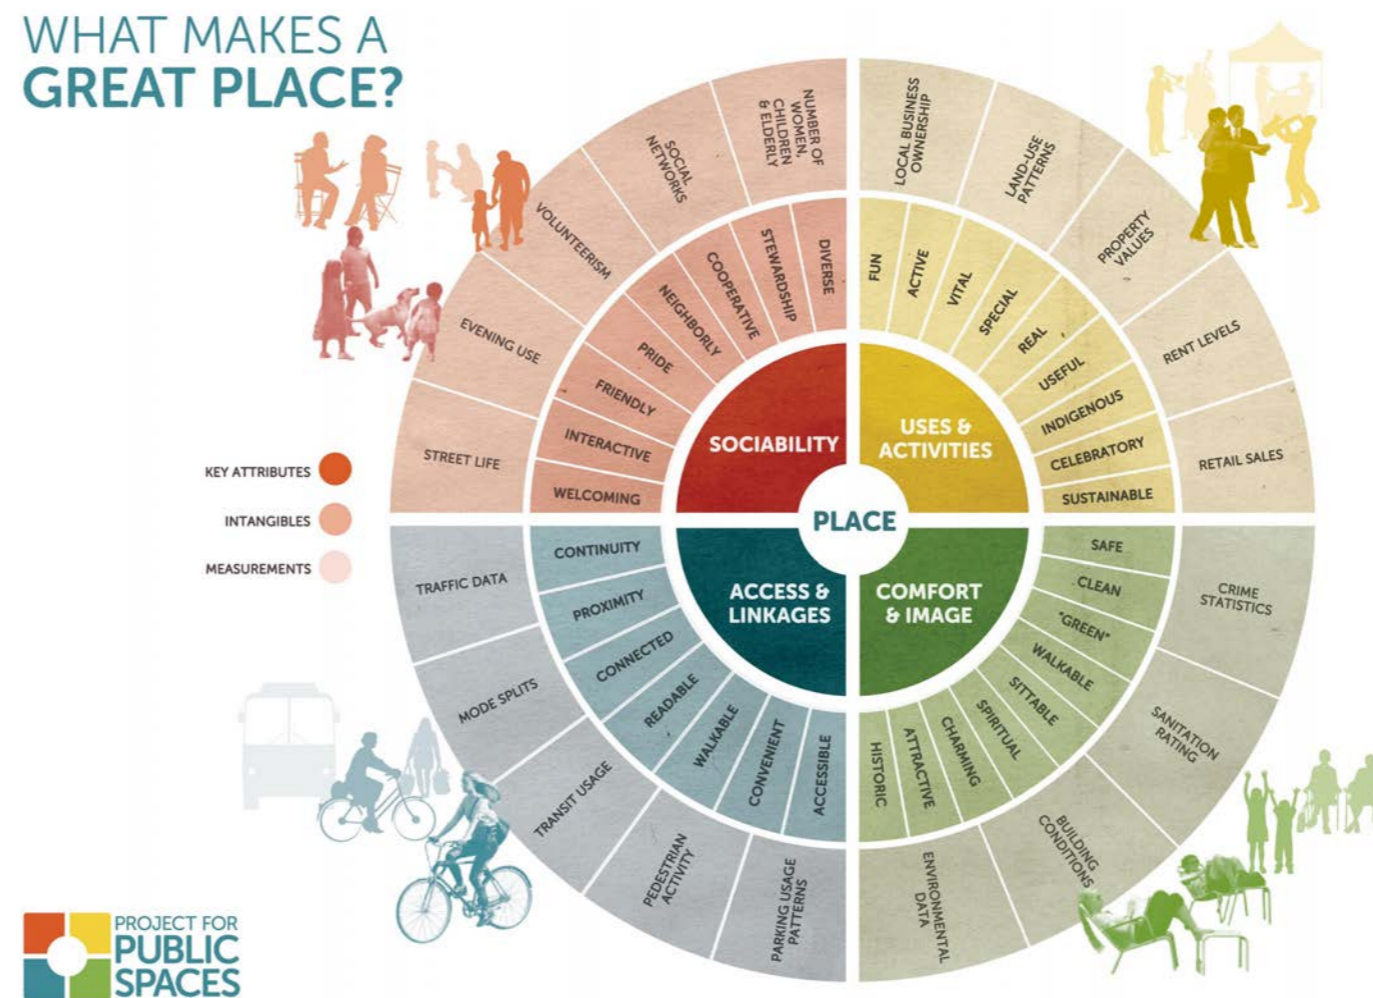 WHAT MAKES A
GREAT PLACE?
NUMBER OF
WOMEN,
CHILDREN
& ELDERLY
SOCIAL
NETWORKS
VOLUNTEERISM
EVENING USE
STREET LIFE
LOCAL BUSINESS
OWNERSHIP
LAND-USE
PATTERNS
PROPERTY
VALUES
RENT LEVELS
RETAIL SALES
DIVERSE
STEWARDSHIP
COOPERATIVE
NEIGHBORLY
PRIDE
FRIENDLY
INTERACTIVE
WELCOMING
FUN
ACTIVE
VITAL
SPECIAL
REAL
USEFUL
INDIGENOUS
CELEBRATORY
SUSTAINABLE
SOCIABILITY
USES &
ACTIVITIES
PLACE
ACCESS &
LINKAGES
COMFORT
& IMAGE
KEY ATTRIBUTES
INTANGIBLES
MEASUREMENTS
CONTINUITY
PROXIMITY
CONNECTED
READABLE
WALKABLE
CONVENIENT
ACCESSIBLE
SAFE
CLEAN
"GREEN"
WALKABLE
SITTABLE
SPIRITUAL
CHARMING
ATTRACTIVE
HISTORIC
TRAFFIC DATA
MODE SPLITS
TRANSIT USAGE
PEDESTRIAN
ACTIVITY
PARKING USAGE
PATTERNS
CRIME
STATISTICS
SANITATION
RATING
BUILDING
CONDITIONS
ENVIRONMENTAL
DATA
PROJECT FOR
PUBLIC
SPACES